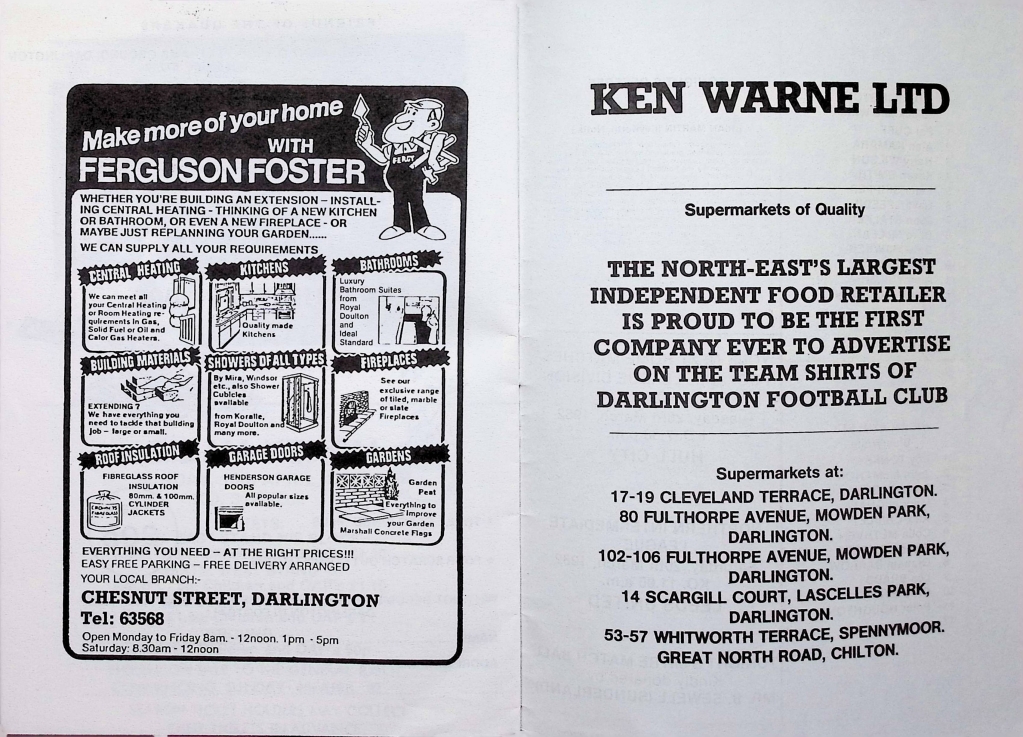 Make more of your home
WITH
FERGUSON FOSTER
FERGY
WHETHER YOU'RE BUILDING AN EXTENSION – INSTALL-
ING CENTRAL HEATING - THINKING OF A NEW KITCHEN
OR BATHROOM, OR EVEN A NEW FIREPLACE - OR
MAYBE JUST REPLANNING YOUR GARDEN......
WE CAN SUPPLY ALL YOUR REQUIREMENTS
CENTRAL HEATING
We can meet all
your Central Heating
or Room Heating re-
quirements in Gas,
Solid Fuel or Oil and
Calor Gas Heaters.
KITCHENS
Quality made
Kitchens
BATHROOMS
Luxury
Bathroom Suites
from
Royal
Doulton
and
Ideal
Standard
BUILDING MATERIALS
EXTENDING ?
We have everything you
need to tackle that building
job – large or small.
SHOWERS OF ALL TYPES
By Mira, Windsor
etc., also Shower
Cubicles
available
from Koralle,
Royal Doulton and
many more.
FIREPLACES
See our
exclusive range
of tiled, marble
or slate
Fireplaces
ROOF INSULATION
FIBREGLASS ROOF
INSULATION
80mm. & 100mm.
CYLINDER
JACKETS
CROWN 75
FIBREGLASS
GARAGE DOORS
HENDERSON GARAGE
DOORS
All popular sizes
available.
GARDENS
Garden
Peat
Everything to
Improve
your Garden
Marshall Concrete Flags
EVERYTHING YOU NEED – AT THE RIGHT PRICES!!!
EASY FREE PARKING – FREE DELIVERY ARRANGED
YOUR LOCAL BRANCH:-
CHESNUT STREET, DARLINGTON
Tel: 63568
Open Monday to Friday 8am. - 12noon. 1pm - 5pm
Saturday: 8.30am - 12noon
KEN WARNE LTD
Supermarkets of Quality
THE NORTH-EAST'S LARGEST
INDEPENDENT FOOD RETAILER
IS PROUD TO BE THE FIRST
COMPANY EVER TO ADVERTISE
ON THE TEAM SHIRTS OF
DARLINGTON FOOTBALL CLUB
Supermarkets at:
17-19 CLEVELAND TERRACE, DARLINGTON.
80 FULTHORPE AVENUE, MOWDEN PARK,
DARLINGTON.
102-106 FULTHORPE AVENUE, MOWDEN PARK,
DARLINGTON.
14 SCARGILL COURT, LASCELLES PARK,
DARLINGTON.
53-57 WHITWORTH TERRACE, SPENNYMOOR.
GREAT NORTH ROAD, CHILTON.